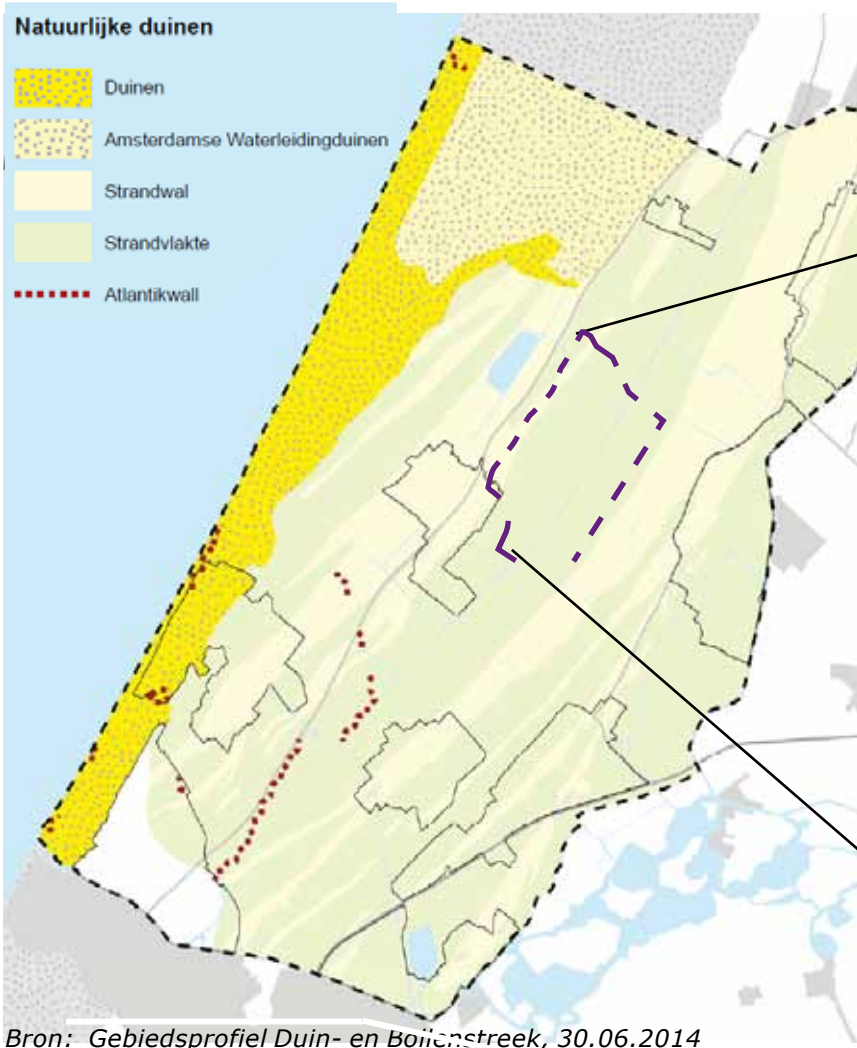 Natuurlijke duinen
Duinen
Amsterdamse Waterleidingduinen
Strandwal
Strandvlakte
Atlantikwall
Bron: Gebiedsprofiel Duin- en Bollenstreek, 30.06.2014